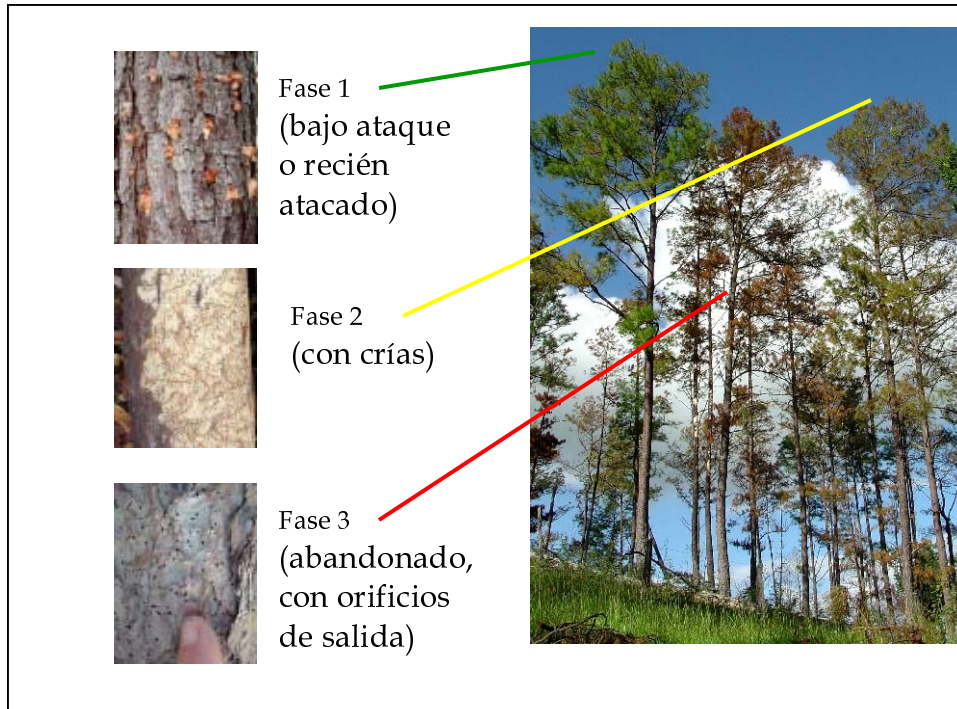 Fase 1
(bajo ataque
o recién
atacado)
Fase 2
(con crías)
Fase 3
(abandonado,
con orificios
de salida)